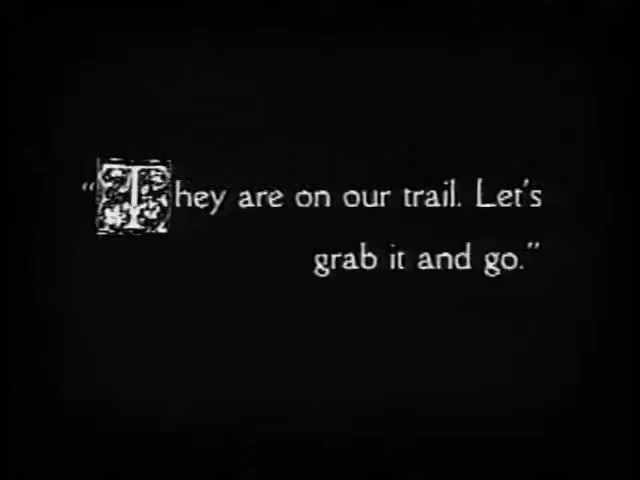 “They are on our trail. Let's
grab it and go.”